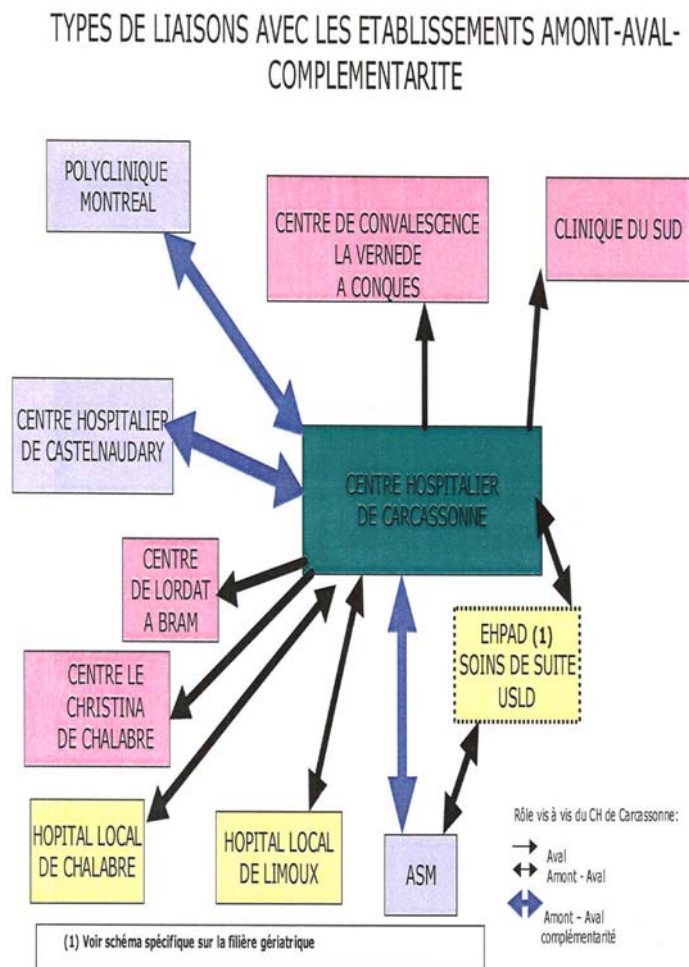 TYPES DE LIAISONS AVEC LES ETABLISSEMENTS AMONT-AVAL-
COMPLEMENTARITE
POLYCLINIQUE
MONTREAL
CENTRE DE CONVALESCENCE
LA VERNEDE
A CONQUES
CLINIQUE DU SUD
CENTRE HOSPITALIER
DE CASTELNAUDARY
CENTRE HOSPITALIER
DE CARCASSONNE
CENTRE
DE LORDAT
A BRAM
EHPAD (1)
SOINS DE SUITE
USLD
CENTRE LE
CHRISTINA
DE CHALABRE
HOPITAL LOCAL
DE CHALABRE
HOPITAL LOCAL
DE LIMOUX
ASM
Rôle vis à vis du CH de Carcassonne:
Aval
Amont - Aval
Amont – Aval
complémentarité
(1) Voir schéma spécifique sur la filière gériatrique